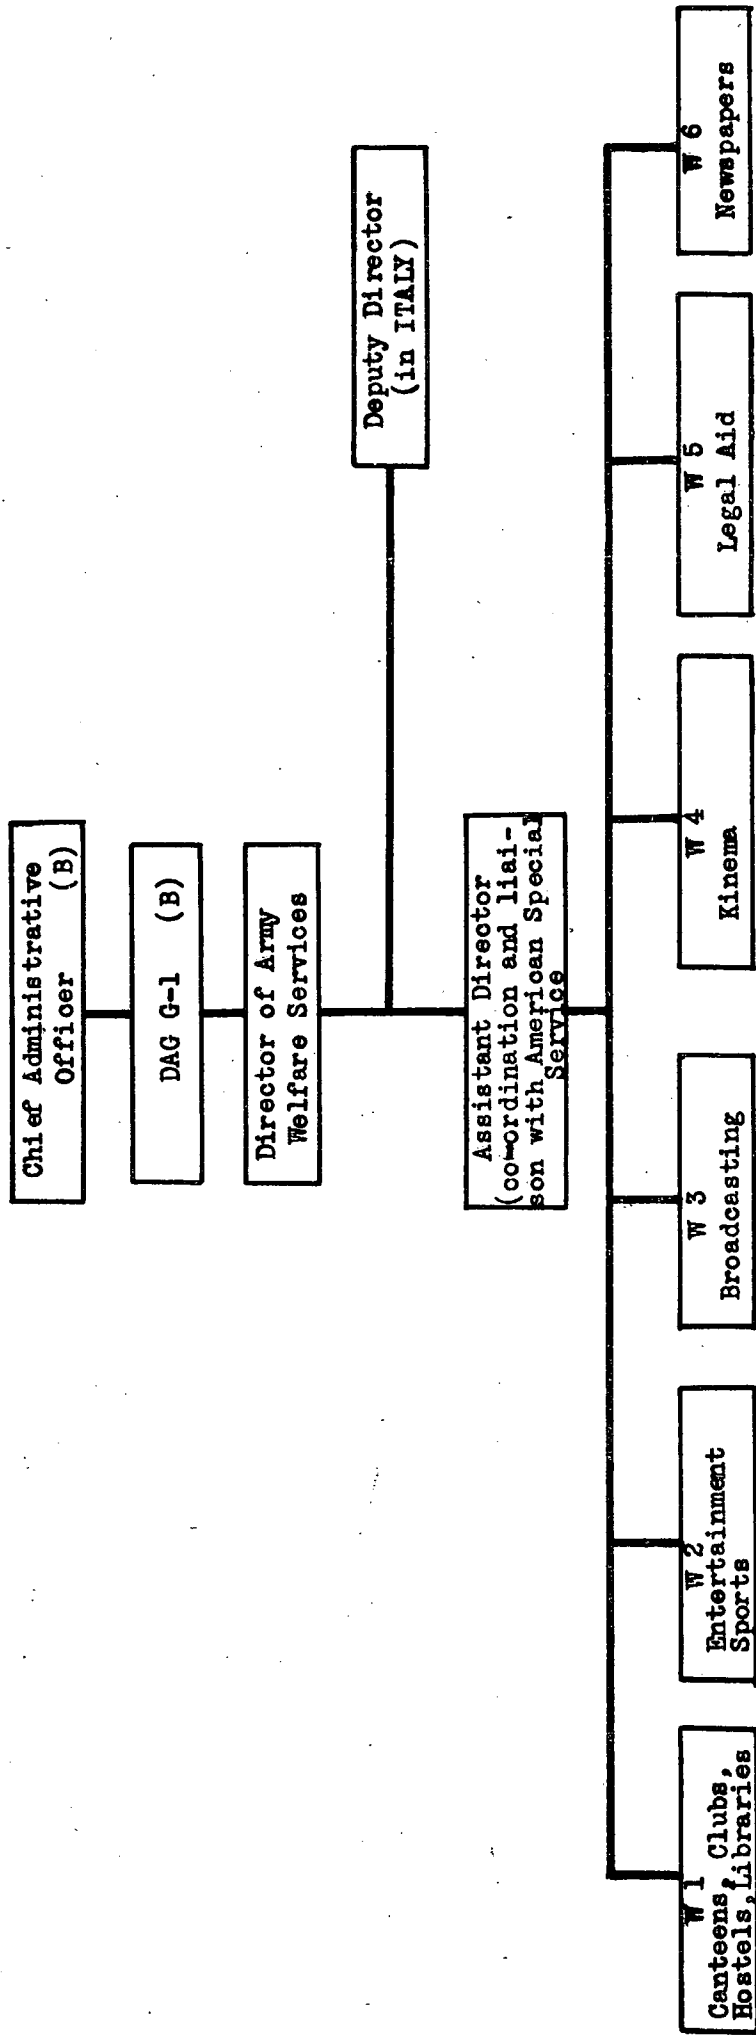 Chief Administrative
Officer (B)
DAG G-1 (B)
Director of Army
Welfare Services
Deputy Director
(in ITALY)
Assistant Director
(co-ordination and liai-
son with American Special
Service
W 1
Canteens, Clubs,
Hostels, Libraries
W 2
Entertainment
Sports
W 3
Broadcasting
W 4
Kinema
W 5
Legal Aid
W 6
Newspapers